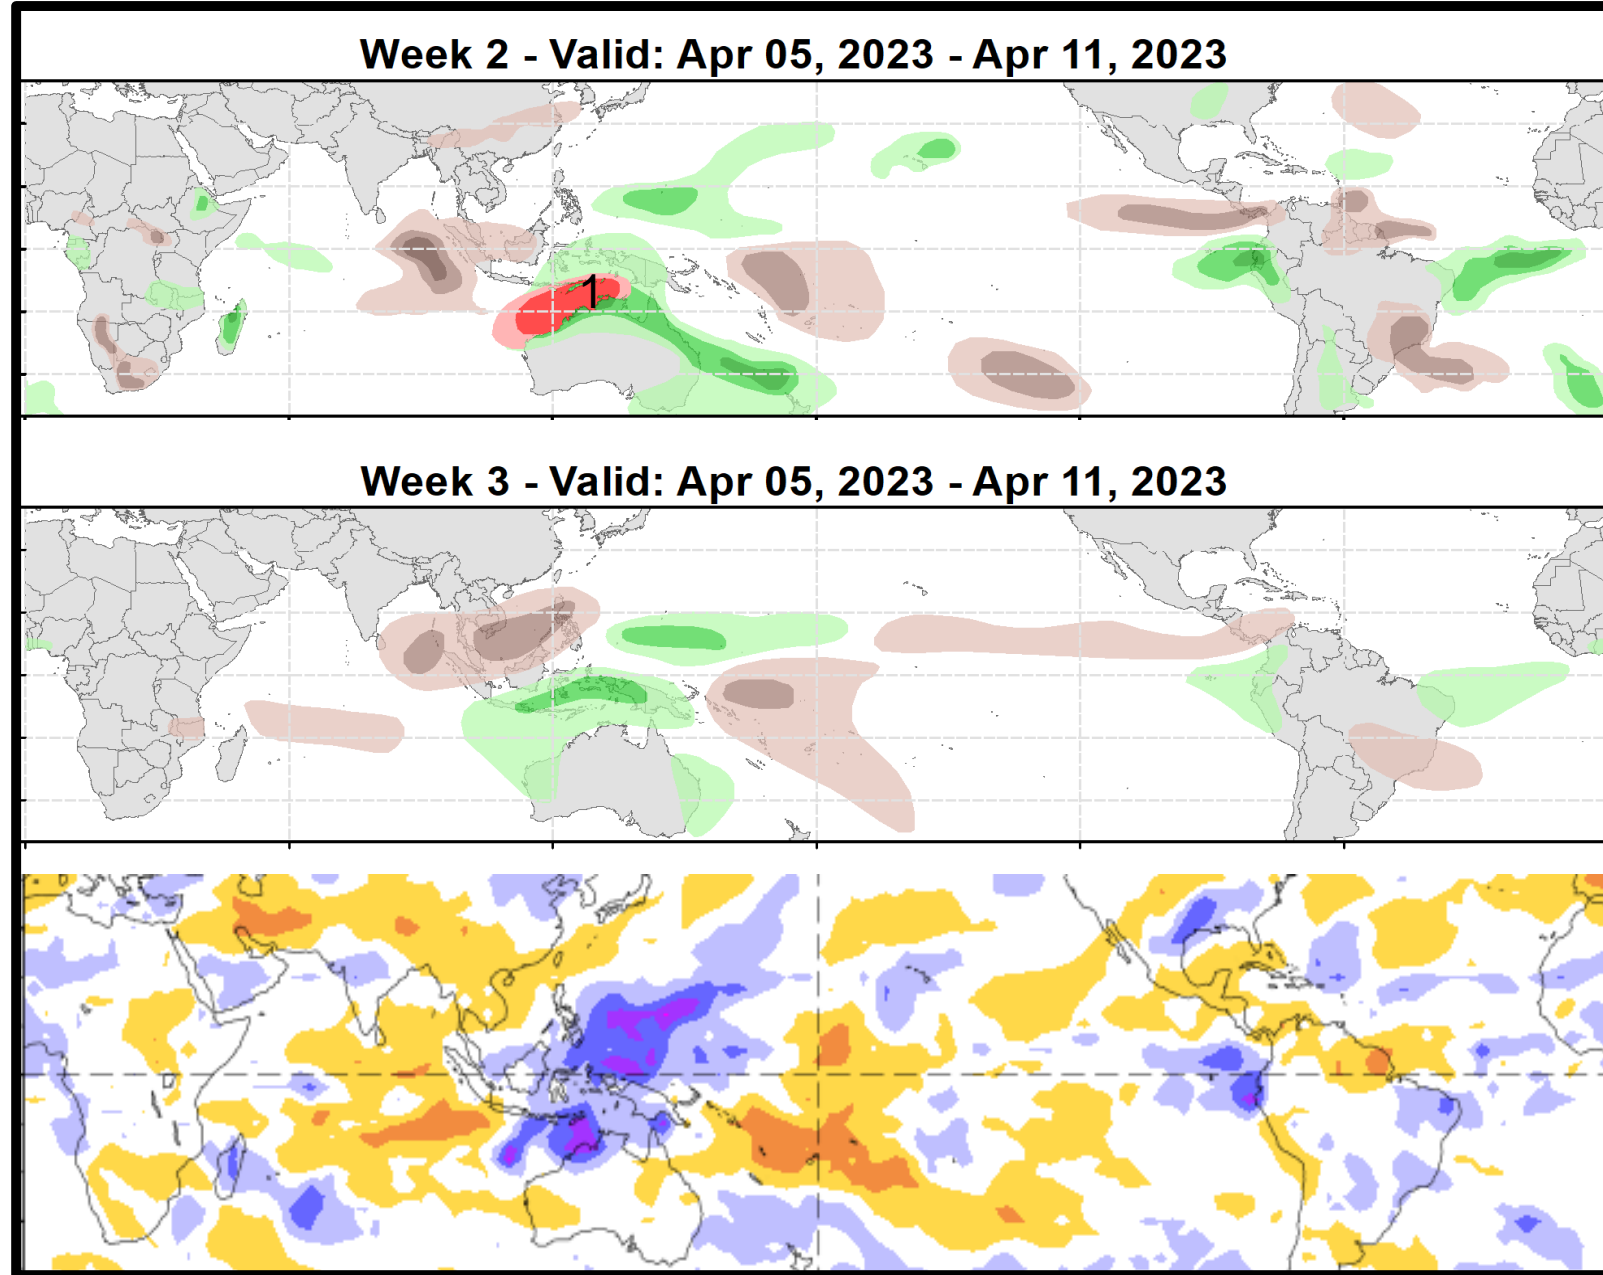 Week 2 - Valid: Apr 05, 2023 - Apr 11, 2023
1
Week 3 - Valid: Apr 05, 2023 - Apr 11, 2023